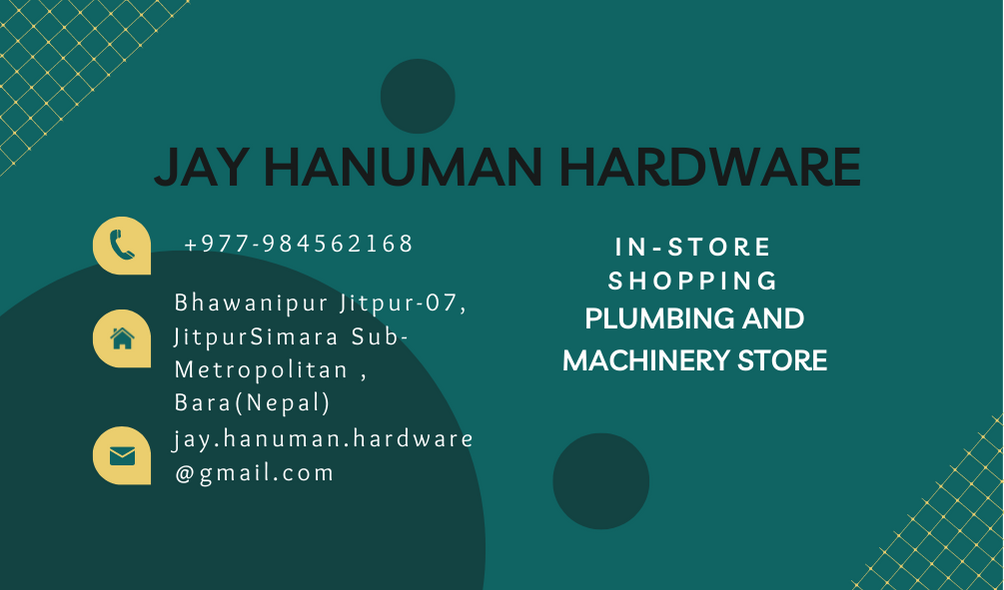 JAY HANUMAN HARDWARE
+977-984562168
Bhawanipur Jitpur-07,
JitpurSimara Sub-
Metropolitan ,
Bara(Nepal)
jay.hanuman.hardware
@gmail.com
IN-STORE
SHOPPING
PLUMBING AND
MACHINERY STORE